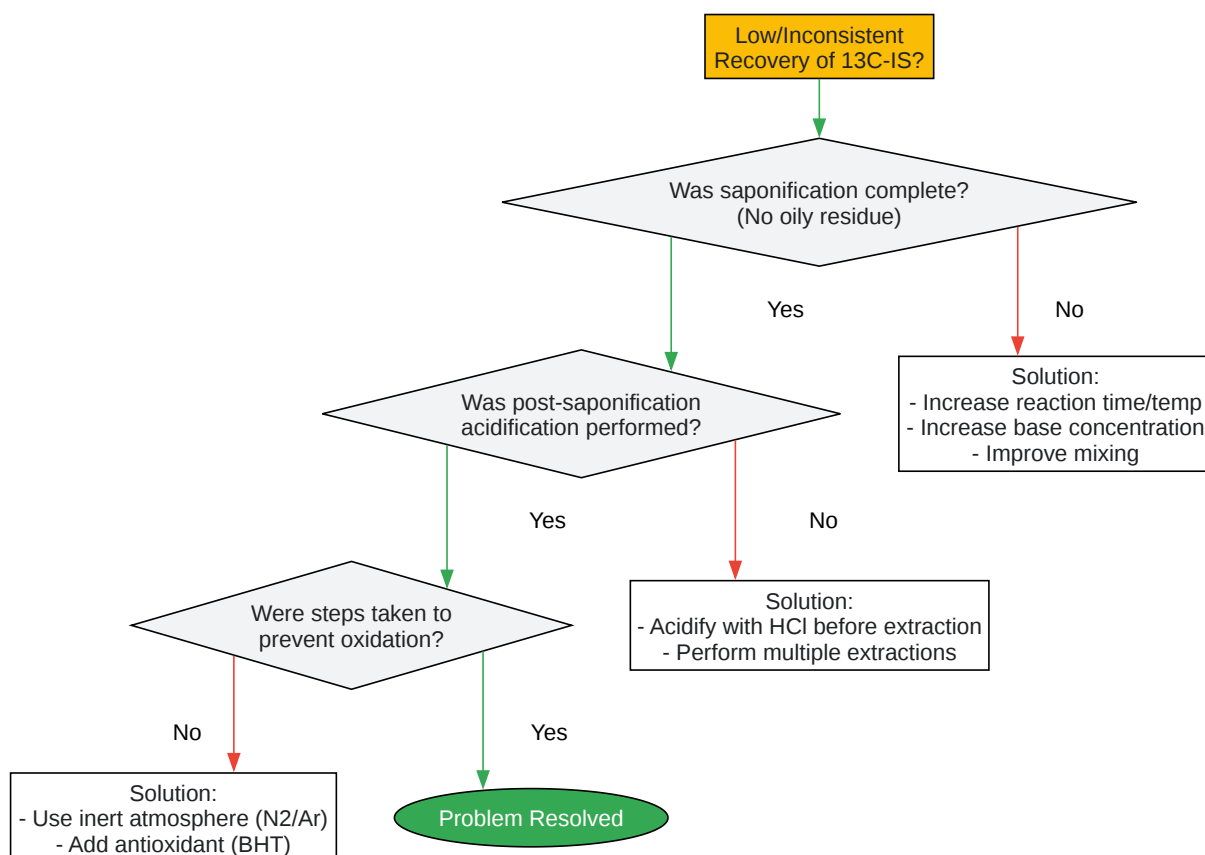 Low/Inconsistent
Recovery of 13C-IS?
Was saponification complete?
(No oily residue)
Yes
No
Solution:
- Increase reaction time/temp
- Increase base concentration
- Improve mixing
Was post-saponification
acidification performed?
Yes
No
Solution:
- Acidify with HCl before extraction
- Perform multiple extractions
Were steps taken to
prevent oxidation?
No
Yes
Solution:
- Use inert atmosphere (N2/Ar)
- Add antioxidant (BHT)
Problem Resolved